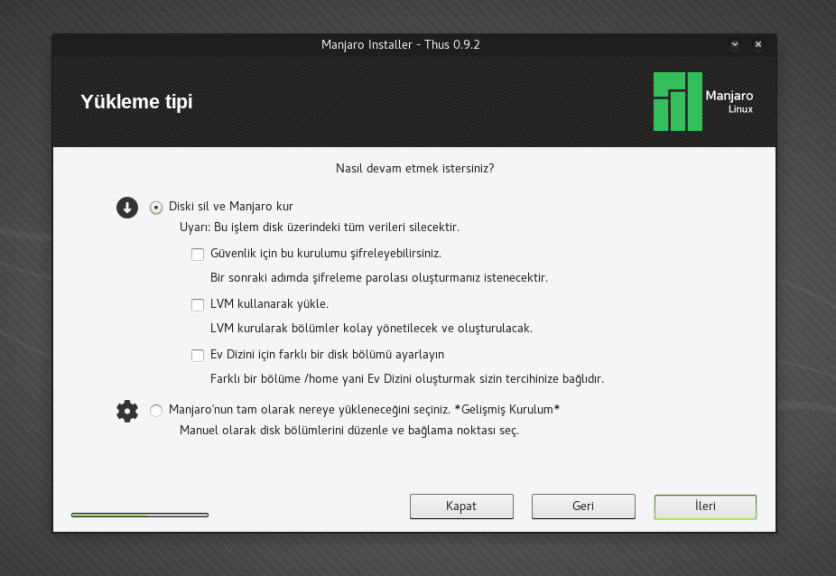 Manjaro Installer - Thus 0.9.2
Yükleme tipi
Manjaro
Linux
Nasıl devam etmek istersiniz?
Diski sil ve Manjaro kur
Uyarı: Bu işlem disk üzerindeki tüm verileri silecektir.
Güvenlik için bu kurulumu şifreleyebilirsiniz.
Bir sonraki adımda şifreleme parolası oluşturmanız istenecektir.
LVM kullanarak yükle.
LVM kurularak bölümler kolay yönetilecek ve oluşturulacak.
Ev Dizini için farklı bir disk bölümü ayarlayın
Farklı bir bölüme /home yani Ev Dizini oluşturmak sizin tercihinize bağlıdır.
Manjaro'nun tam olarak nereye yükleneceğini seçiniz. *Gelişmiş Kurulum*
Manuel olarak disk bölümlerini düzenle ve bağlama noktası seç.
Kapat
Geri
İleri